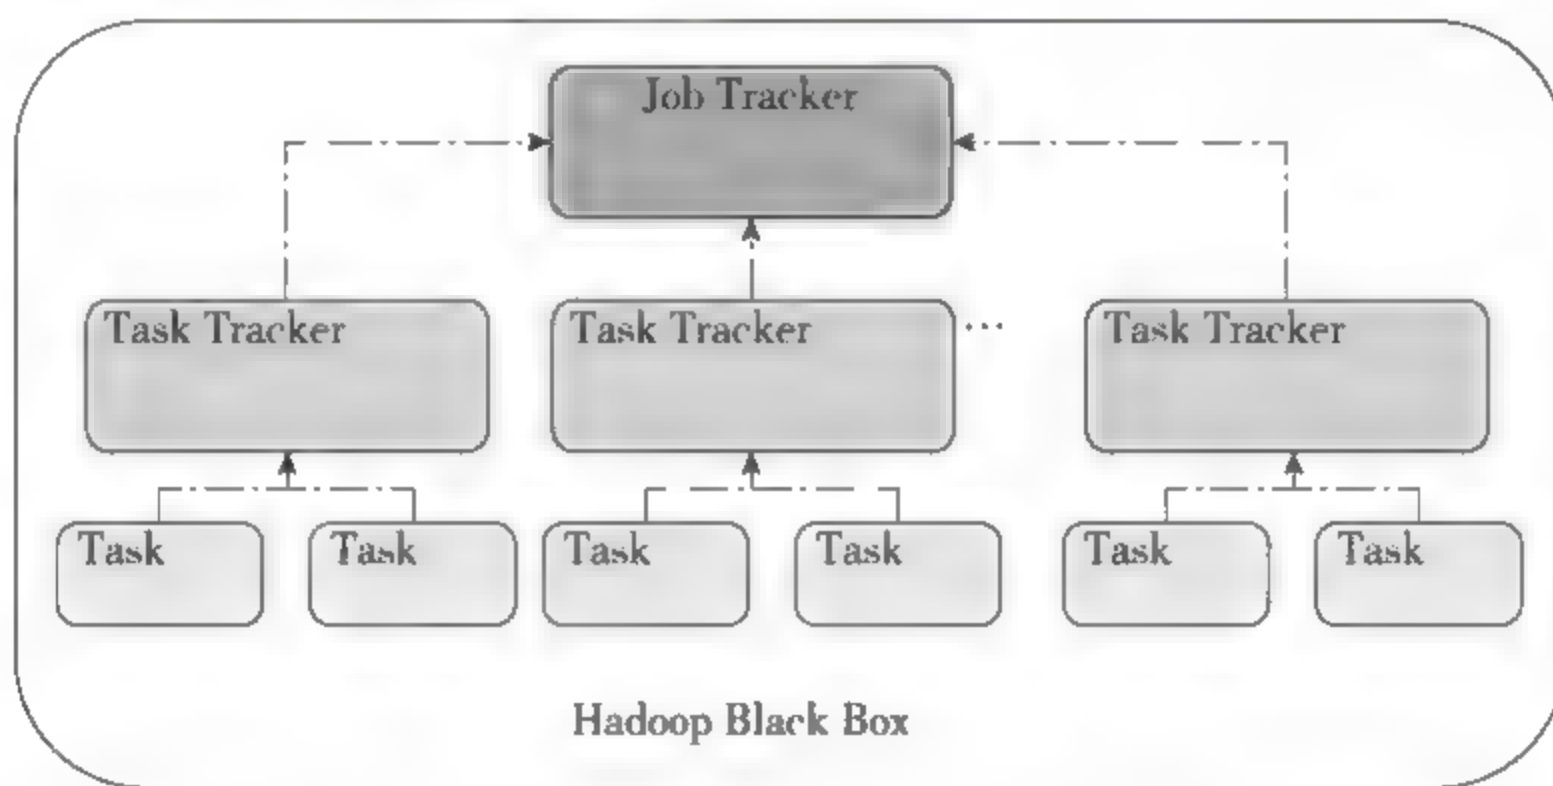 Job Tracker
Task Tracker
Task Tracker
...
Task Tracker
Task
Task
Task
Task
Task
Task
Hadoop Black Box